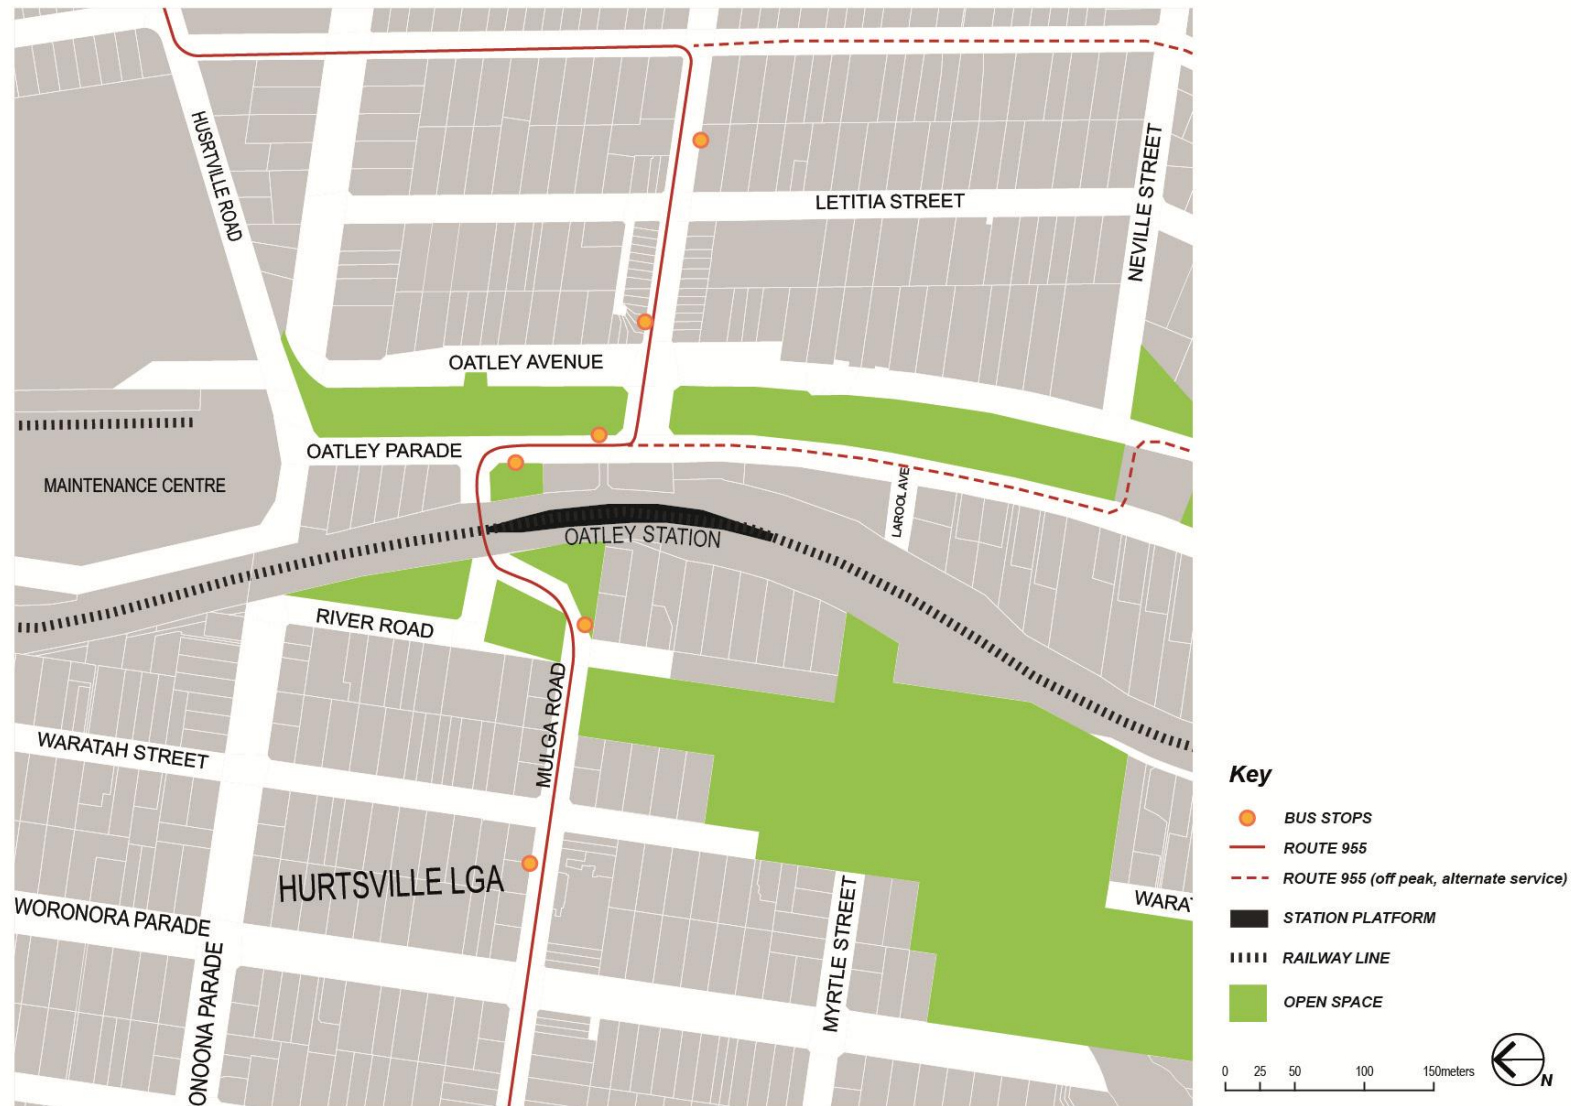 HUSRTVILLE ROAD
LETITIA STREET
NEVILLE STREET
OATLEY AVENUE
OATLEY PARADE
MAINTENANCE CENTRE
LAROOL AVE
OATLEY STATION
RIVER ROAD
MULGA ROAD
WARATAH STREET
HURTSVILLE LGA
WORONORA PARADE
ONOONA PARADE
MYRTLE STREET
WARAT
Key
BUS STOPS
ROUTE 955
ROUTE 955 (off peak, alternate service)
STATION PLATFORM
RAILWAY LINE
OPEN SPACE
0 25 50 100 150meters
N